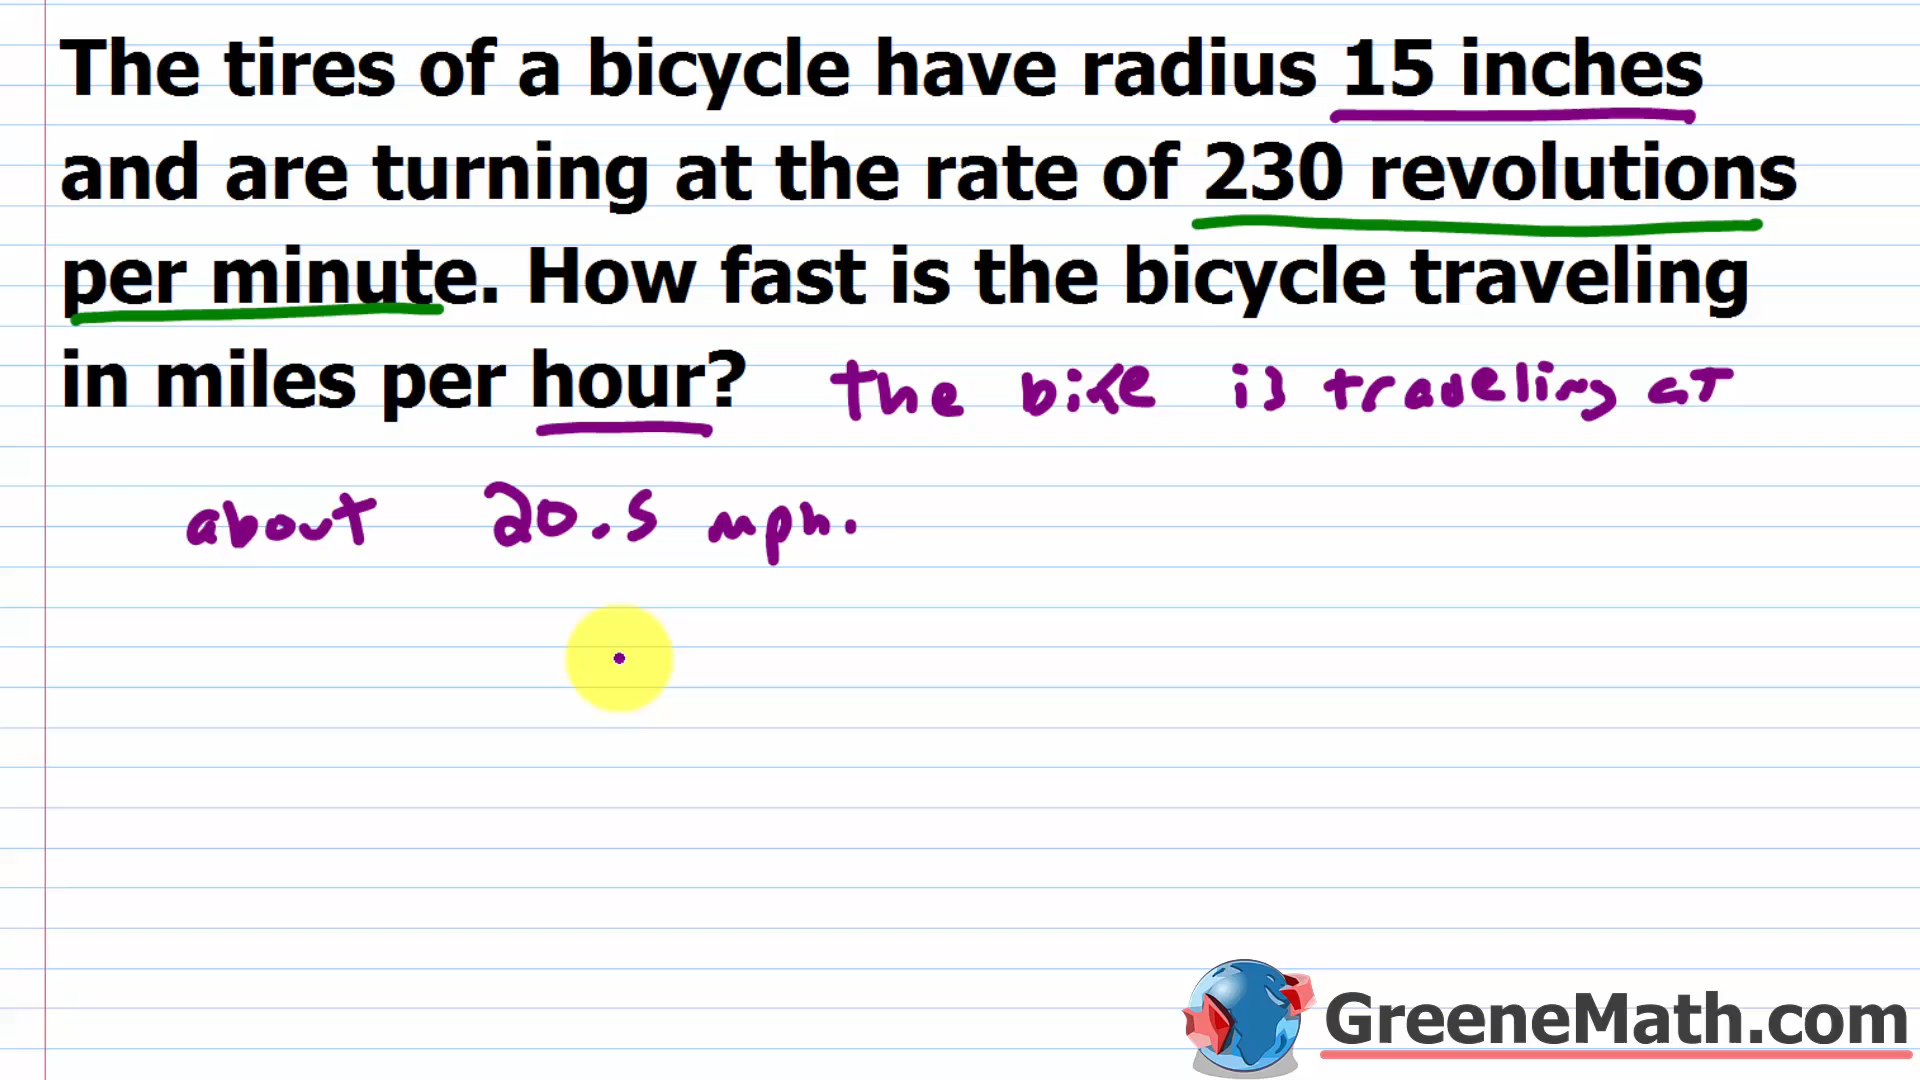 The tires of a bicycle have radius 15 inches
and are turning at the rate of 230 revolutions
per minute. How fast is the bicycle traveling
in miles per hour? the bike is traveling at
about 20.5 mph.
GreeneMath.com